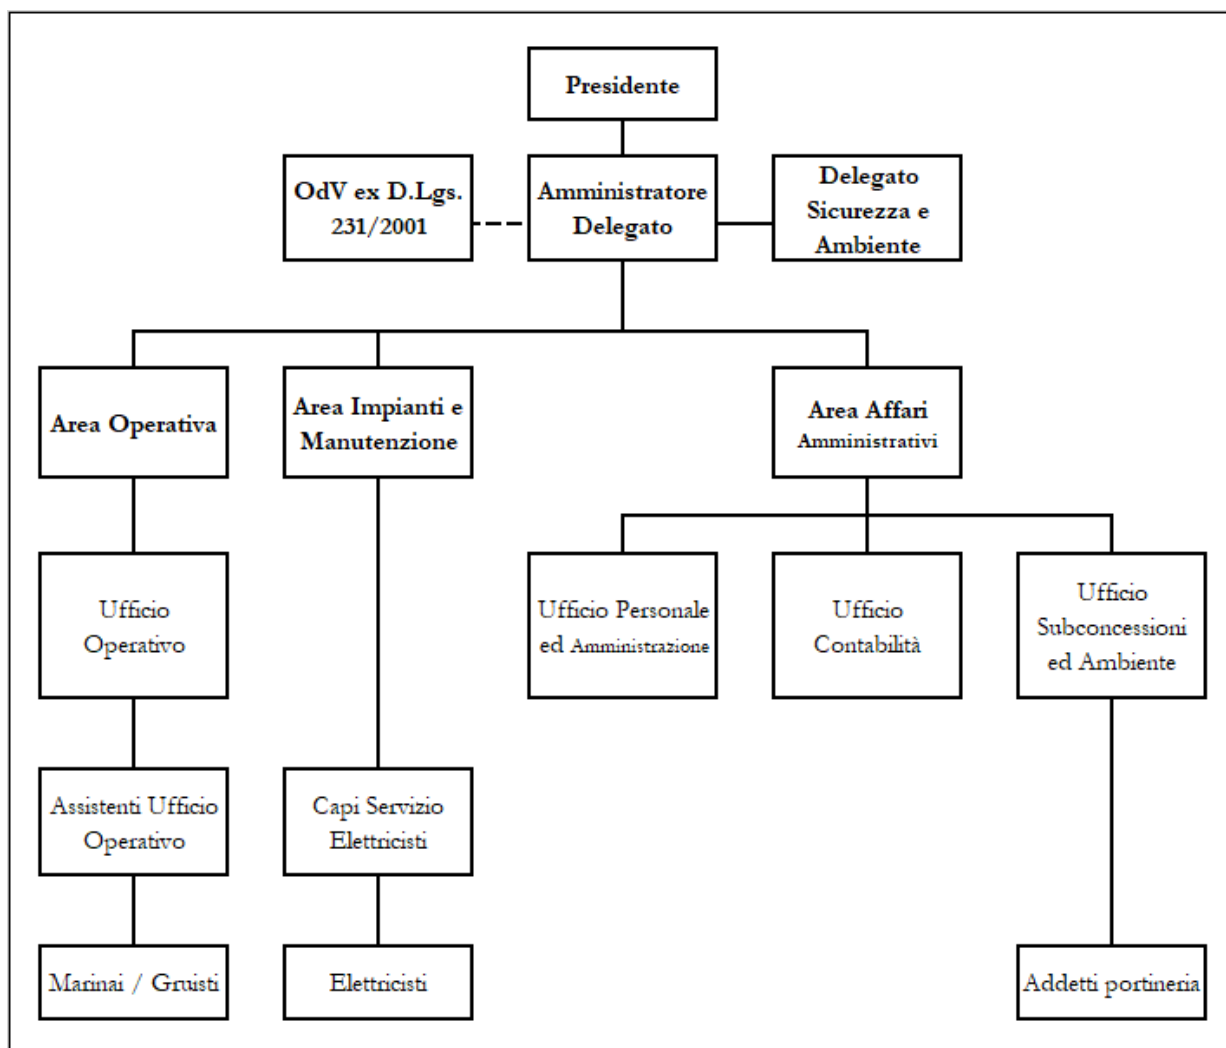 Presidente
OdV ex D.Lgs.
231/2001
Amministratore
Delegato
Delegato
Sicurezza e
Ambiente
Area Operativa
Area Impianti e
Manutenzione
Area Affari
Amministrativi
Ufficio
Operativo
Ufficio Personale
ed Amministrazione
Ufficio
Contabilità
Ufficio
Subconcessioni
ed Ambiente
Assistenti Ufficio
Operativo
Capi Servizio
Elettricisti
Marinai / Gruisti
Elettricisti
Addetti portineria